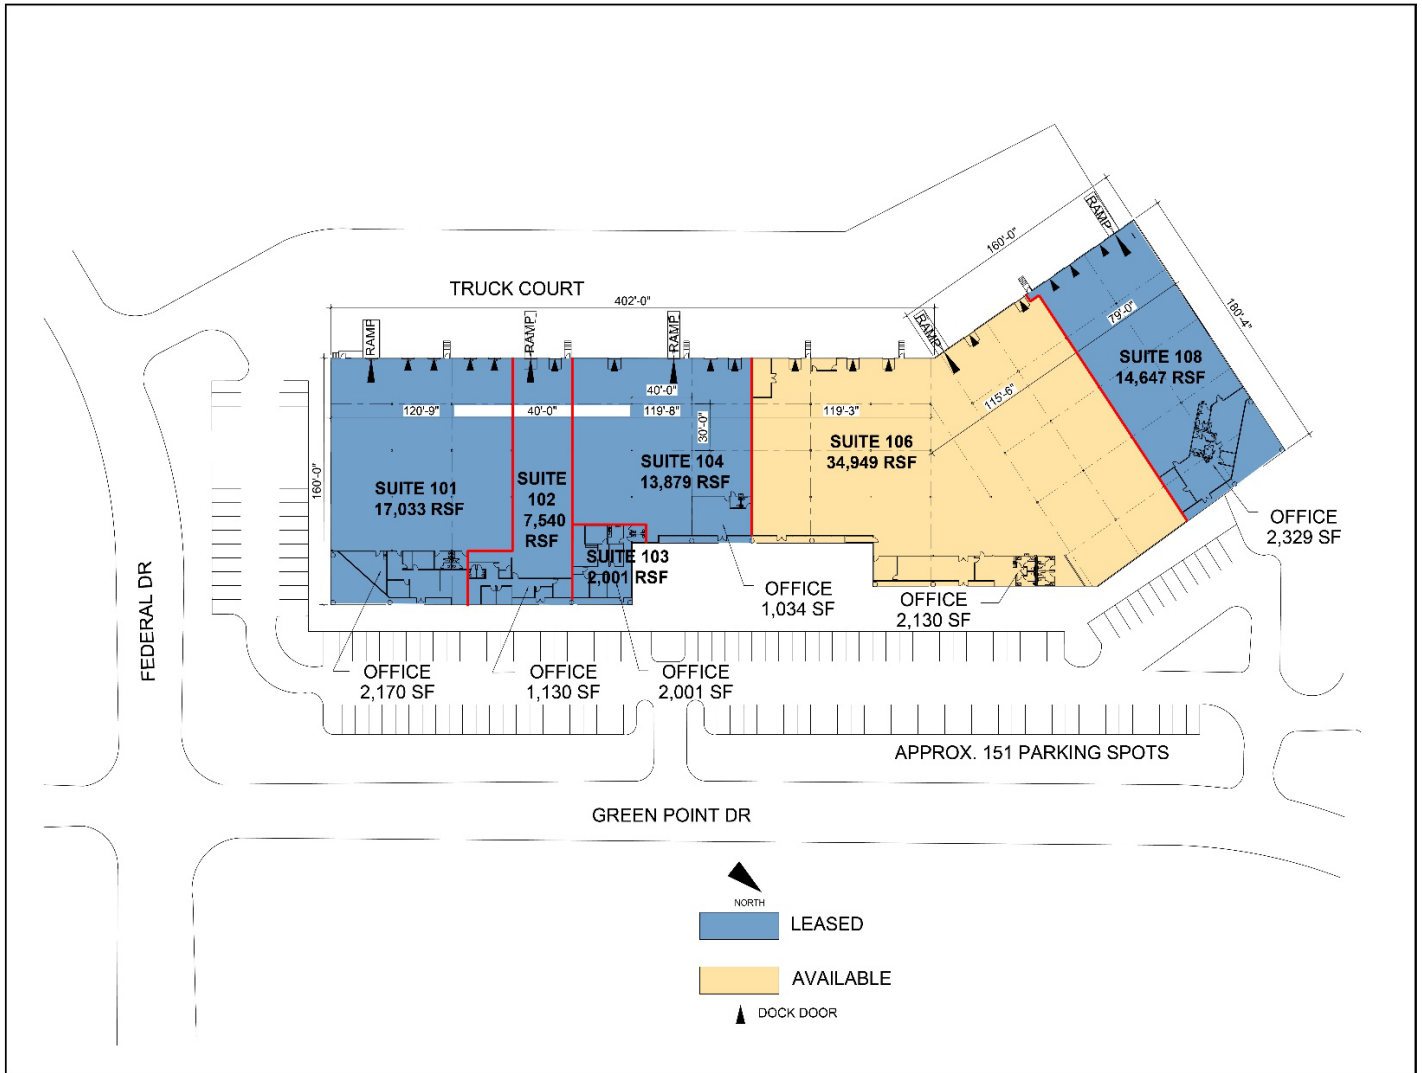 RAMP
160'-0"
180'-4"
TRUCK COURT
402'-0"
RAMP
RAMP
RAMP
RAMP
79'-0"
SUITE 108
14,647 RSF
40'-0"
115'-6"
120'-9"
40'-0"
119'-8"
119'-3"
30'-0"
160'-0"
SUITE 106
34,949 RSF
SUITE 104
13,879 RSF
SUITE 101
17,033 RSF
SUITE
102
7,540
RSF
SUITE 103
2,001 RSF
OFFICE
2,329 SF
OFFICE
1,034 SF
OFFICE
2,130 SF
FEDERAL DR
OFFICE
2,170 SF
OFFICE
1,130 SF
OFFICE
2,001 SF
APPROX. 151 PARKING SPOTS
GREEN POINT DR
NORTH
LEASED
AVAILABLE
DOCK DOOR